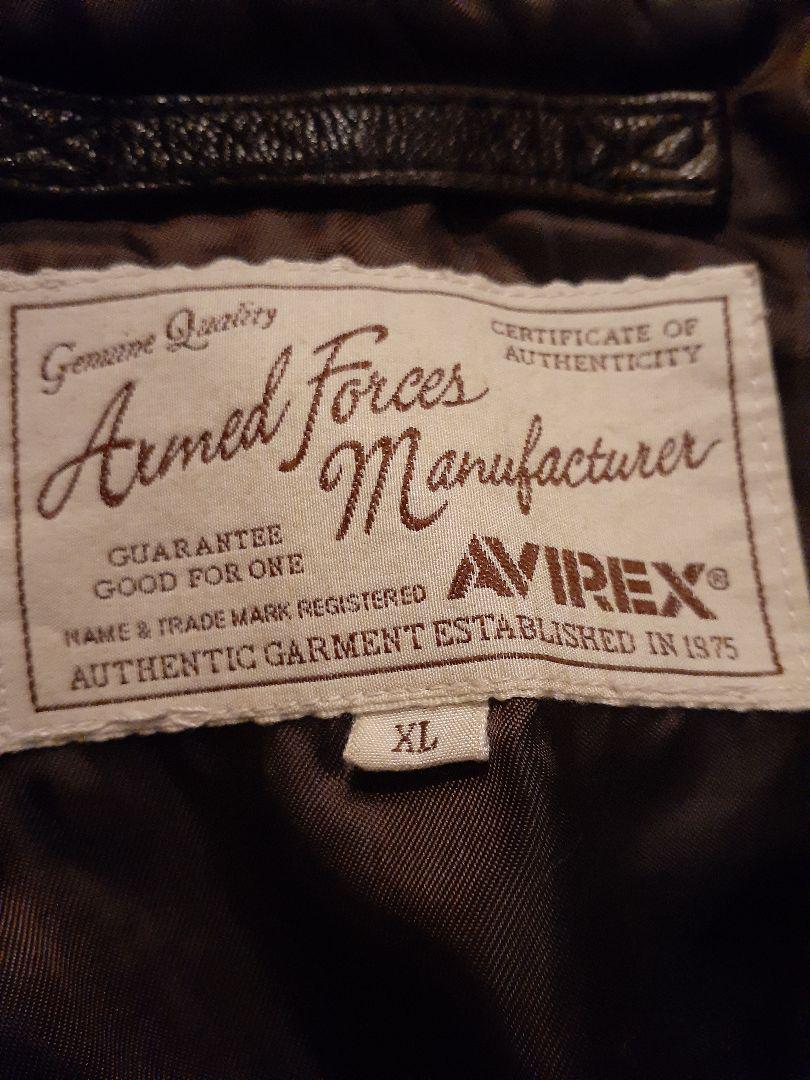 Genuine Quality
CERTIFICATE OF
AUTHENTICITY
Armed Forces
Manufacturer
GUARANTEE
GOOD FOR ONE
AVIREX®
NAME & TRADE MARK REGISTERED
AUTHENTIC GARMENT ESTABLISHED IN 1975
XL